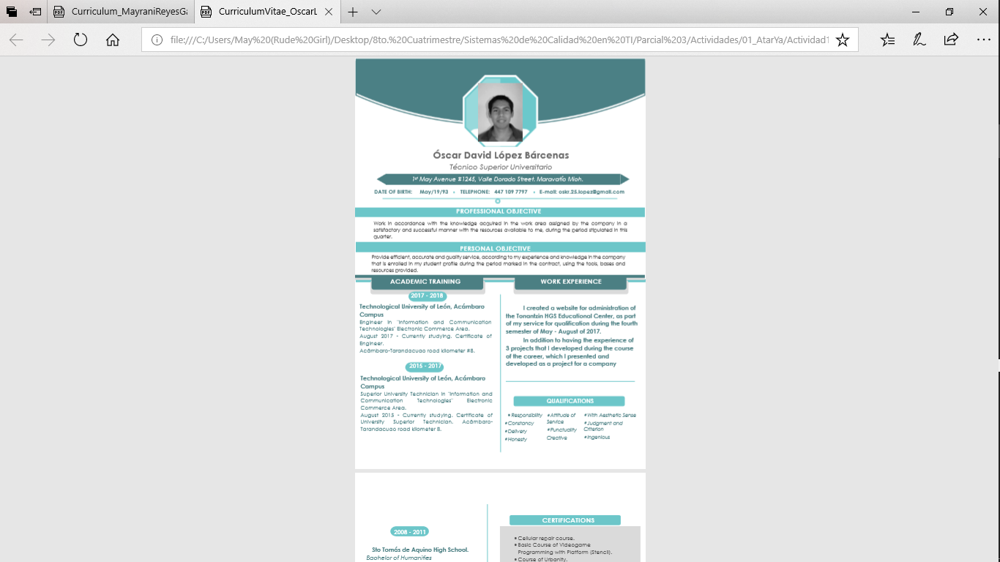 Curriculum_MayraniReyesGa
CurriculumVitae_OscarL
file:///C:/Users/May%20(Rude%20Girl)/Desktop/8to.%20Cuatrimestre/Sistemas%20de%20Calidad%20en%20TI/Parcial%203/Actividades/01_AtarYa/Actividad1
Óscar David López Bárcenas
Técnico Superior Universitario
1st May Avenue #1245, Valle Dorado Street. Maravatío Mich.
DATE OF BIRTH: May/19/93 • TELEPHONE: 447 109 7797 • E-mail: oskr.25.lopez@gmail.com
PROFESSIONAL OBJECTIVE
Work in accordance with the knowledge acquired in the work area assigned by the company in a
satisfactory and successful manner with the resources available to me, during the period stipulated in this
quarter.
PERSONAL OBJECTIVE
Provide efficient, accurate and quality service, according to my experience and knowledge in the company
that is enrolled in my student profile during the period marked in the contract, using the tools, bases and
resources provided.
ACADEMIC TRAINING
2017 - 2018
Technological University of León, Acámbaro
Campus
Engineer in "Information and Communication
Technologies" Electronic Commerce Area.
August 2017 - Currently studying. Certificate of
Engineer.
Acámbaro-Tarandacuao road kilometer #8.
2015 - 2017
Technological University of León, Acámbaro
Campus
Superior University Technician in "Information and
Communication Technologies" Electronic
Commerce Area.
August 2015 - Currently studying. Certificate of
University Superior Technician. Acámbaro-
Tarandacuao road kilometer 8.
WORK EXPERIENCE
I created a website for administration of
the Tonantzin HGS Educational Center, as part
of my service for qualification during the fourth
semester of May - August of 2017.
In addition to having the experience of
3 projects that I developed during the course
of the career, which I presented and
developed as a project for a company
QUALIFICATIONS
• Responsibility
• Constancy
• Delivery
• Honesty
• Attitude of
Service
• Punctuality
Creative
• With Aesthetic Sense
• Judgment and
Criterion
• Ingenious
2008 - 2011
Sto Tomás de Aquino High School.
Bachelor of Humanities
CERTIFICATIONS
• Cellular repair course.
• Basic Course of Videogame
Programming with Platform (Stencil).
• Course of Urbanity.